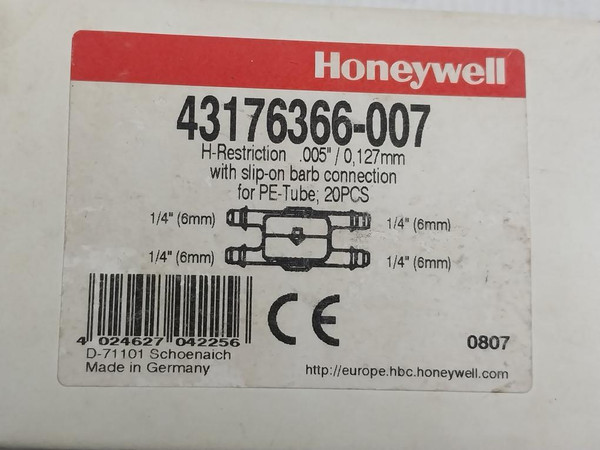 Honeywell
43176366-007
H-Restriction .005" / 0,127mm
with slip-on barb connection
for PE-Tube; 20PCS
1/4" (6mm) 1/4" (6mm)
1/4" (6mm) 1/4" (6mm)
4 024627 042256
CE
0807
D-71101 Schoenaich
Made in Germany
http://europe.hbc.honeywell.com